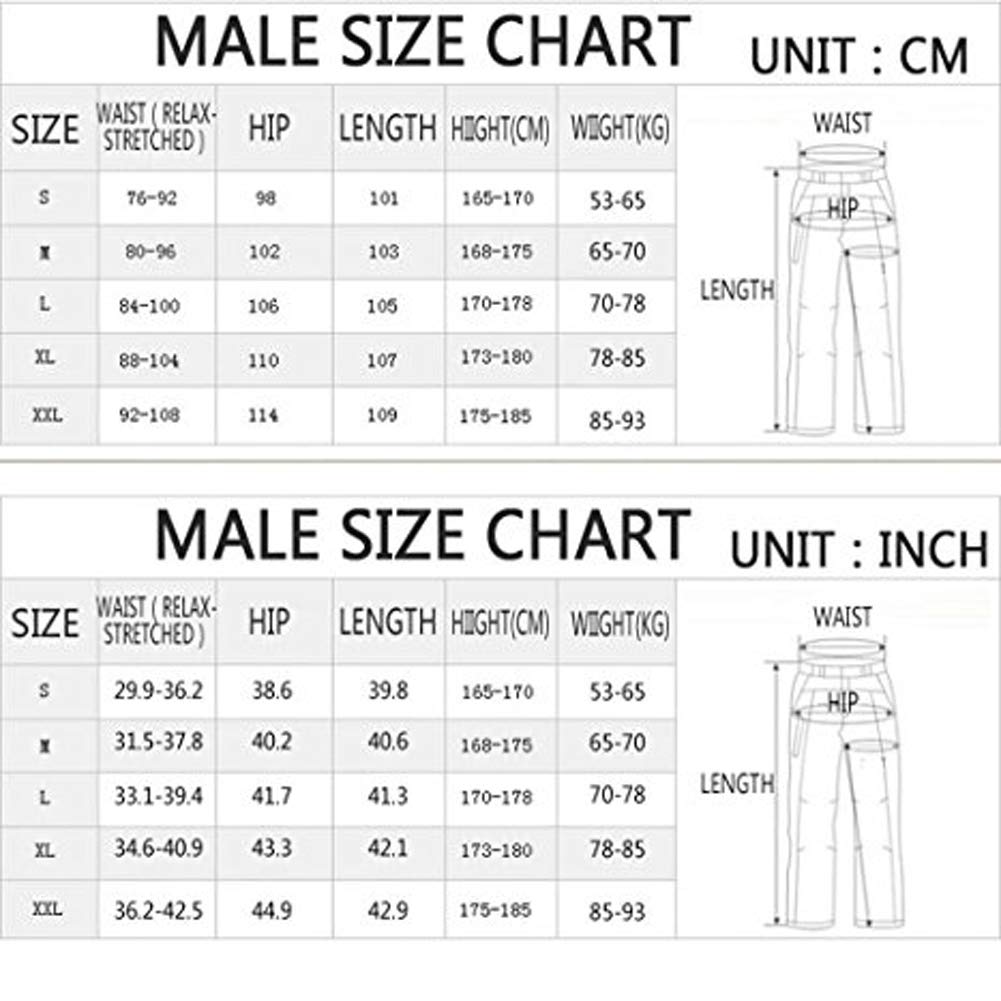 MALE SIZE CHART UNIT : CM
SIZE WAIST ( RELAX-STRETCHED ) HIP LENGTH HIIGHT(CM) WIIGHT(KG)
S 76-92 98 101 165-170 53-65
M 80-96 102 103 168-175 65-70
L 84-100 106 105 170-178 70-78
XL 88-104 110 107 173-180 78-85
XXL 92-108 114 109 175-185 85-93
WAIST
HIP
LENGTH
MALE SIZE CHART UNIT : INCH
SIZE WAIST ( RELAX-STRETCHED ) HIP LENGTH HIIGHT(CM) WIIGHT(KG)
S 29.9-36.2 38.6 39.8 165-170 53-65
M 31.5-37.8 40.2 40.6 168-175 65-70
L 33.1-39.4 41.7 41.3 170-178 70-78
XL 34.6-40.9 43.3 42.1 173-180 78-85
XXL 36.2-42.5 44.9 42.9 175-185 85-93
WAIST
HIP
LENGTH